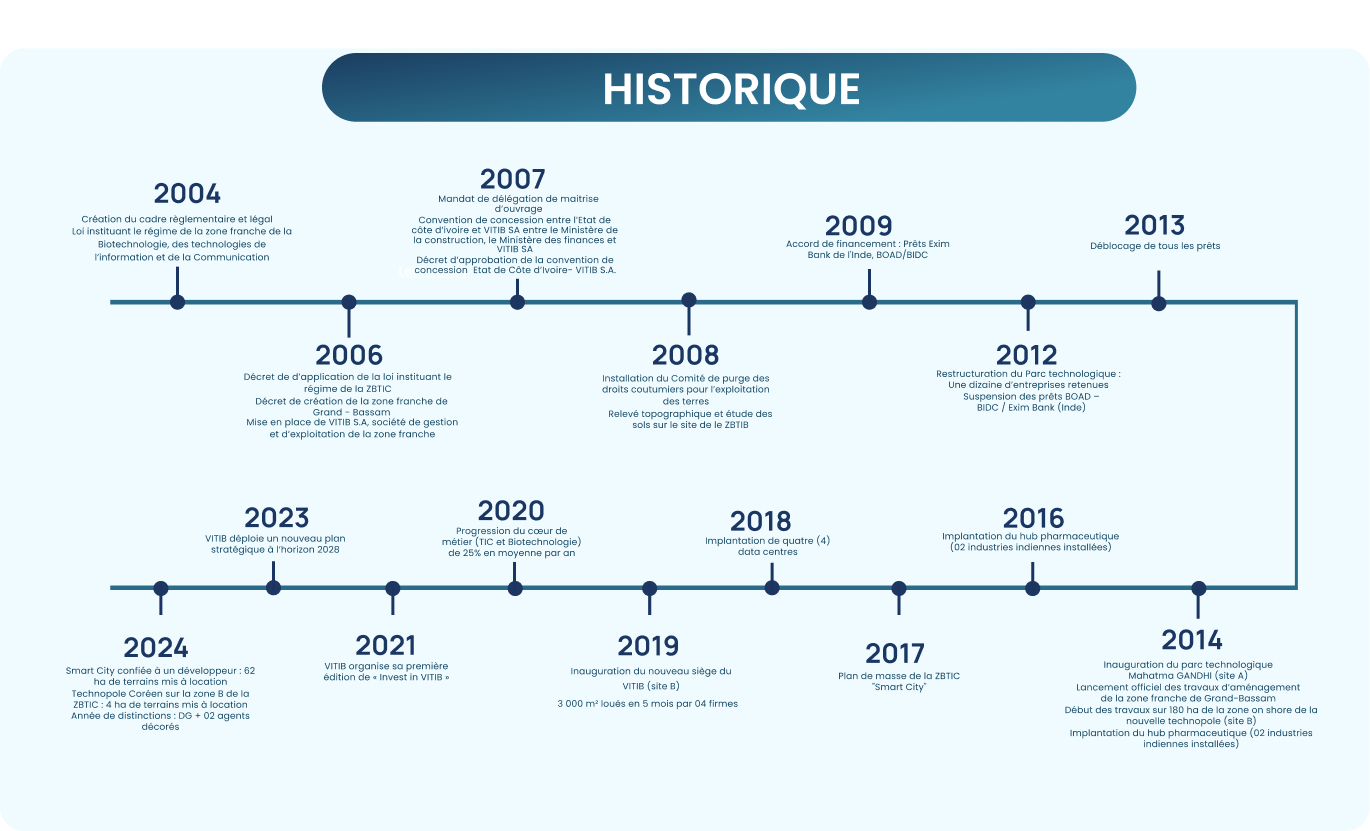 HISTORIQUE
2004
Création du cadre règlementaire et légal
Loi instituant le régime de la zone franche de la
Biotechnologie, des technologies de
l'information et de la Communication
2007
Mandat de délégation de maitrise
d'ouvrage
Convention de concession entre l'Etat de
côte d'ivoire et VITIB SA entre le Ministère de
la construction, le Ministère des finances et
VITIB SA
Décret d'approbation de la convention de
concession Etat de Côte d'Ivoire- VITIB S.A.
2009
Accord de financement : Prêts Exim
Bank de l'Inde, BOAD/BIDC
2013
Déblocage de tous les prêts
2006
Décret de d'application de la loi instituant le
régime de la ZBTIC
Décret de création de la zone franche de
Grand - Bassam
Mise en place de VITIB S.A, société de gestion
et d'exploitation de la zone franche
2008
Installation du Comité de purge des
droits coutumiers pour l'exploitation
des terres
Relevé topographique et étude des
sols sur le site de le ZBTIB
2012
Restructuration du Parc technologique :
Une dizaine d'entreprises retenues
Suspension des prêts BOAD –
BIDC / Exim Bank (Inde)
2023
VITIB déploie un nouveau plan
stratégique à l'horizon 2028
2020
Progression du cœur de
métier (TIC et Biotechnologie)
de 25% en moyenne par an
2018
Implantation de quatre (4)
data centres
2016
Implantation du hub pharmaceutique
(02 industries indiennes installées)
2024
Smart City confiée à un développeur : 62
ha de terrains mis à location
Technopole Coréen sur la zone B de la
ZBTIC : 4 ha de terrains mis à location
Année de distinctions : DG + 02 agents
décorés
2021
VITIB organise sa première
édition de « Invest in VITIB »
2019
Inauguration du nouveau siège du
VITIB (site B)
3 000 m² loués en 5 mois par 04 firmes
2017
Plan de masse de la ZBTIC
"Smart City"
2014
Inauguration du parc technologique
Mahatma GANDHI (site A)
Lancement officiel des travaux d'aménagement
de la zone franche de Grand-Bassam
Début des travaux sur 180 ha de la zone on shore de la
nouvelle technopole (site B)
Implantation du hub pharmaceutique (02 industries
indiennes installées)